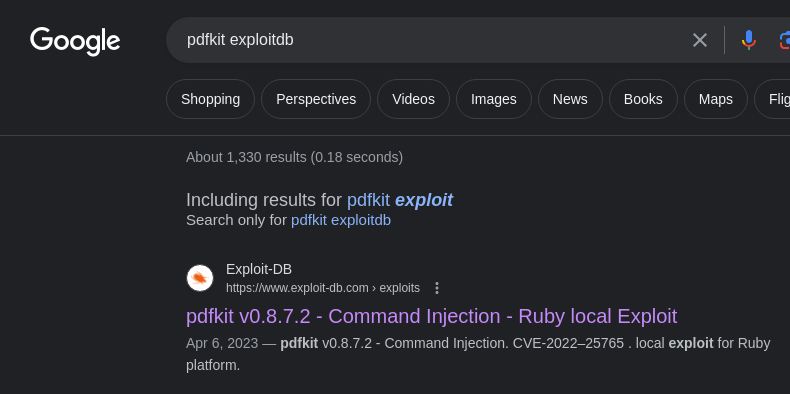 Google
pdfkit exploitdb
Shopping Perspectives Videos Images News Books Maps Flig
About 1,330 results (0.18 seconds)
Including results for pdfkit exploit
Search only for pdfkit exploitdb
Exploit-DB
https://www.exploit-db.com › exploits
pdfkit v0.8.7.2 - Command Injection - Ruby local Exploit
Apr 6, 2023 — pdfkit v0.8.7.2 - Command Injection. CVE-2022–25765 . local exploit for Ruby
platform.